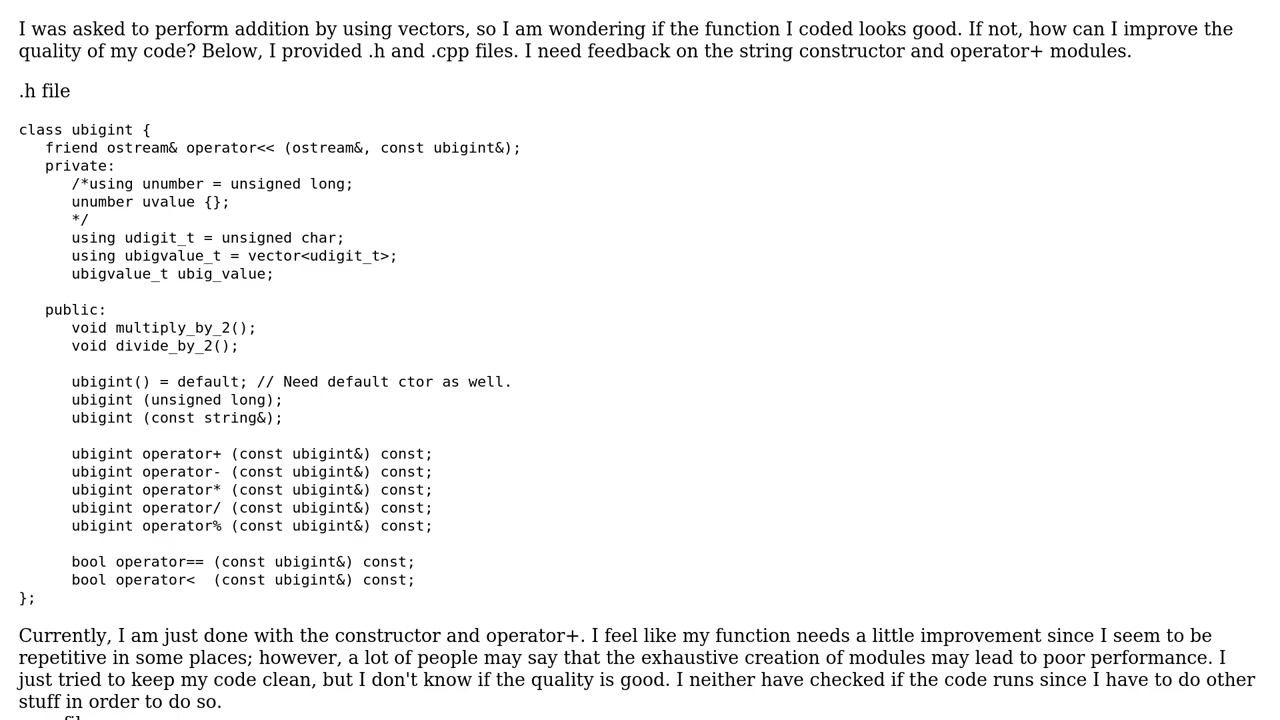 I was asked to perform addition by using vectors, so I am wondering if the function I coded looks good. If not, how can I improve the
quality of my code? Below, I provided .h and .cpp files. I need feedback on the string constructor and operator+ modules.
.h file
class ubigint {
   friend ostream& operator<< (ostream&, const ubigint&);
   private:
      /*using unumber = unsigned long;
      unumber uvalue {};
      */
      using udigit_t = unsigned char;
      using ubigvalue_t = vector<udigit_t>;
      ubigvalue_t ubig_value;
   public:
      void multiply_by_2();
      void divide_by_2();
      ubigint() = default; // Need default ctor as well.
      ubigint (unsigned long);
      ubigint (const string&);
      ubigint operator+ (const ubigint&) const;
      ubigint operator- (const ubigint&) const;
      ubigint operator* (const ubigint&) const;
      ubigint operator/ (const ubigint&) const;
      ubigint operator% (const ubigint&) const;
      bool operator== (const ubigint&) const;
      bool operator<  (const ubigint&) const;
};
Currently, I am just done with the constructor and operator+. I feel like my function needs a little improvement since I seem to be
repetitive in some places; however, a lot of people may say that the exhaustive creation of modules may lead to poor performance. I
just tried to keep my code clean, but I don't know if the quality is good. I neither have checked if the code runs since I have to do other
stuff in order to do so.